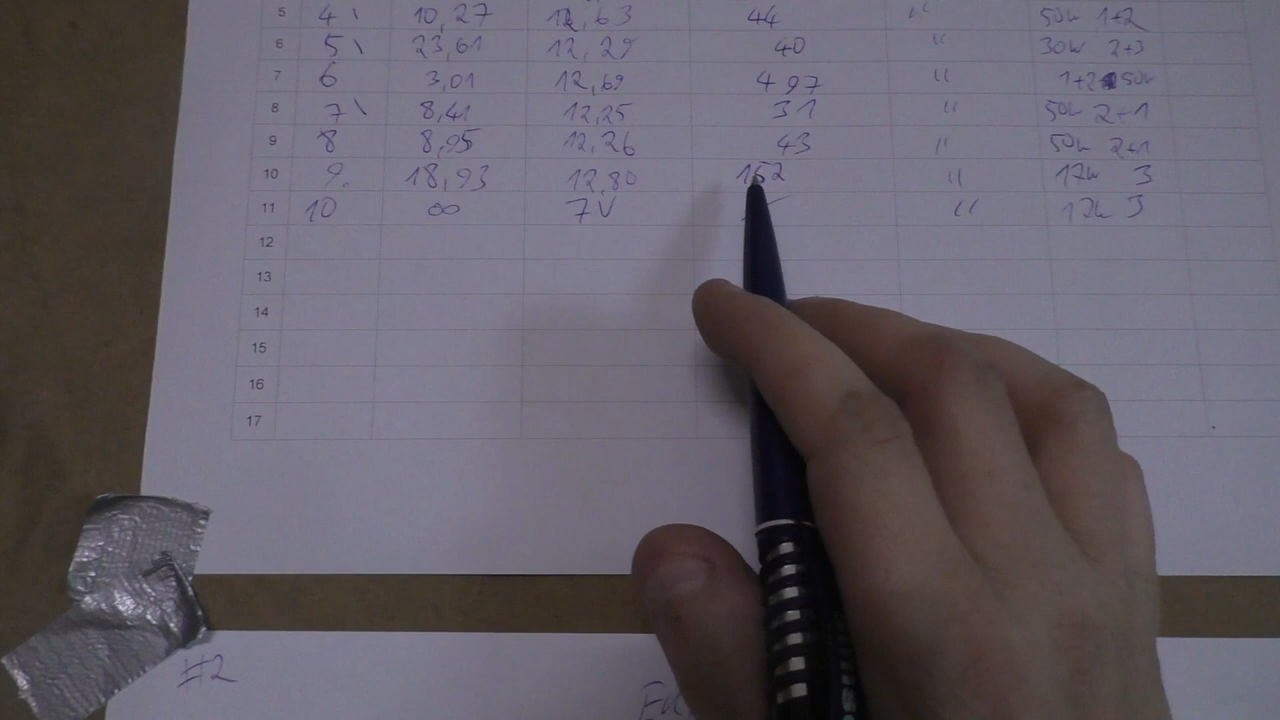 5 4\ 10,27 12,63 44 " 50W 1+2
6 5\ 23,61 12,29 40 " 30W 2+3
7 6 3,01 12,69 497 " 1+2 50W
8 7\ 8,41 12,25 31 " 50W 2+1
9 8 8,95 12,26 43 " 50W 2+1
10 9. 18,93 12,80 152 " 12W 3
11 10 ∞ 7V – " 12W 3
12
13
14
15
16
17
#2